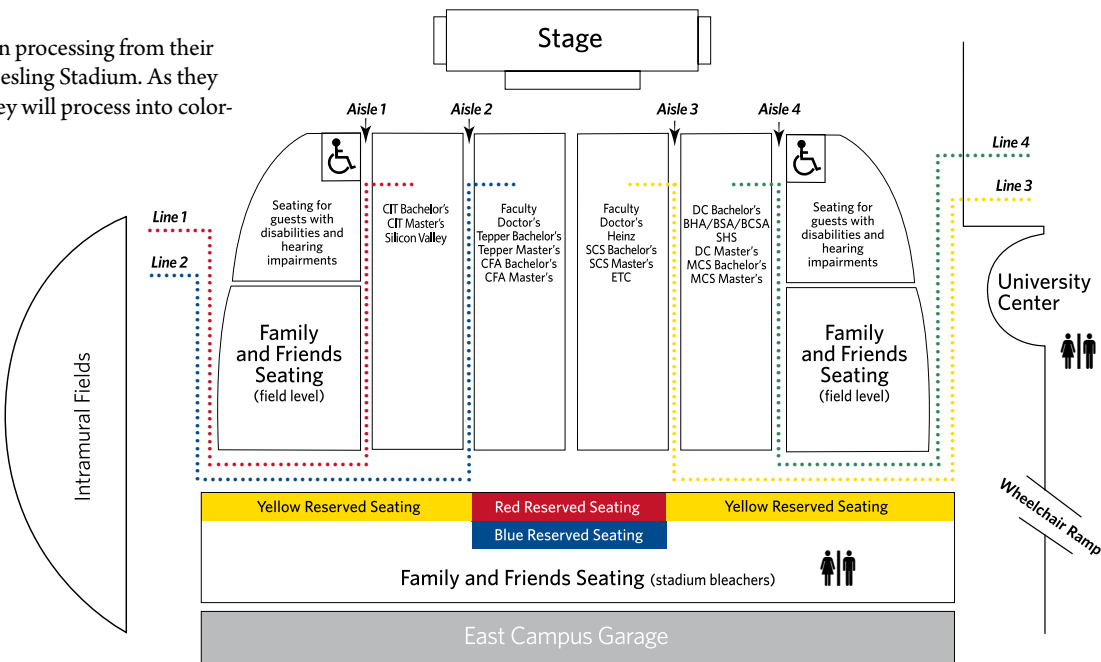 n processing from their
esling Stadium. As they
ey will process into color-
Stage
Aisle 1
Aisle 2
Aisle 3
Aisle 4
Line 4
Line 3
Line 1
Line 2
Seating for
guests with
disabilities and
hearing
impairments
CIT Bachelor's
CIT Master's
Silicon Valley
Faculty
Doctor's
Tepper Bachelor's
Tepper Master's
CFA Bachelor's
CFA Master's
Faculty
Doctor's
Heinz
SCS Bachelor's
SCS Master's
ETC
DC Bachelor's
BHA/BSA/BCSA
SHS
DC Master's
MCS Bachelor's
MCS Master's
Seating for
guests with
disabilities and
hearing
impairments
University
Center
Family
and Friends
Seating
(field level)
Family
and Friends
Seating
(field level)
Intramural Fields
Wheelchair Ramp
Yellow Reserved Seating
Red Reserved Seating
Yellow Reserved Seating
Blue Reserved Seating
Family and Friends Seating (stadium bleachers)
East Campus Garage